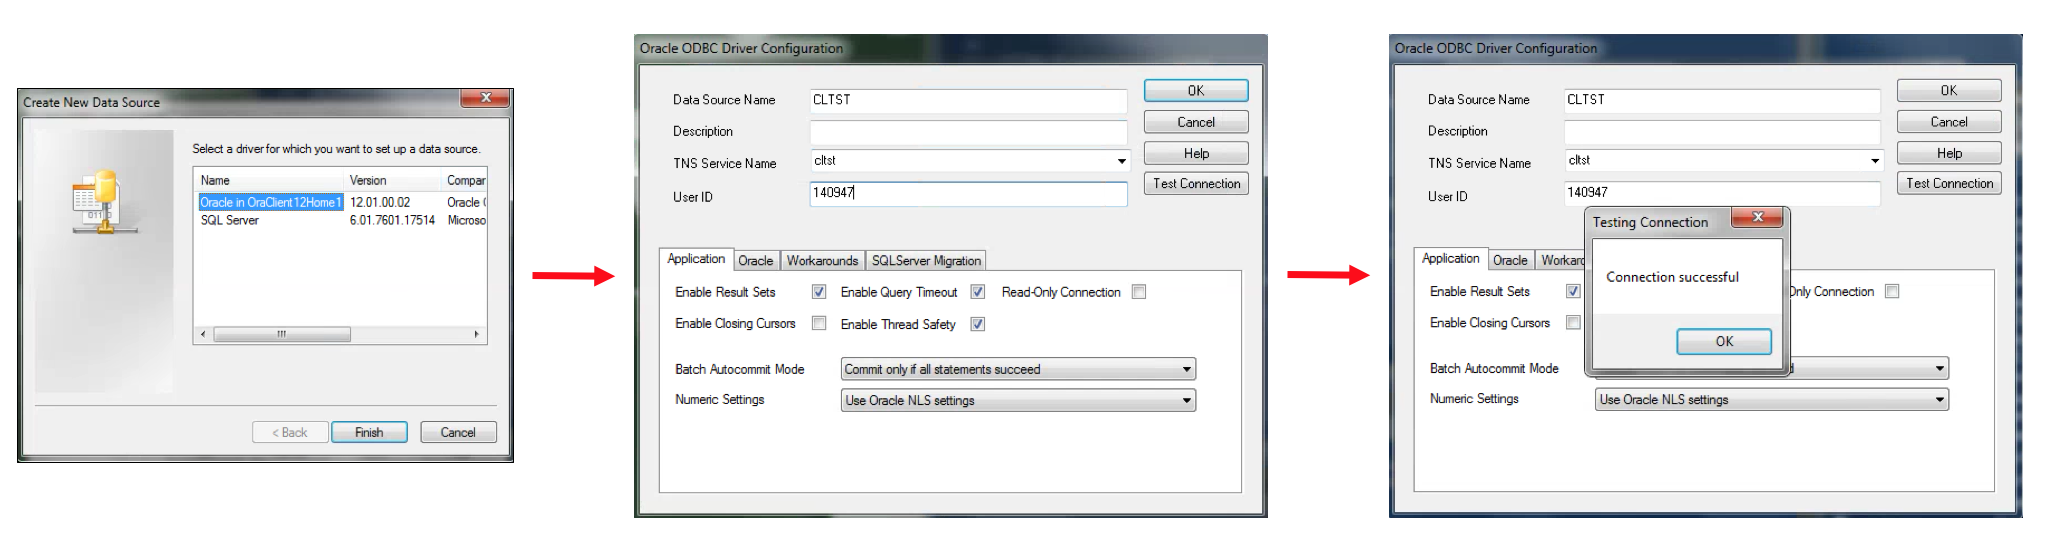 Create New Data Source
Select a driver for which you want to set up a data source.
Name Version Compar
Oracle in OraClient12Home1 12.01.00.02 Oracle
SQL Server 6.01.7601.17514 Microso
< Back Finish Cancel
Oracle ODBC Driver Configuration
Data Source Name CLTST OK
Description Cancel
TNS Service Name cltst Help
User ID 140947 Test Connection
Application Oracle Workarounds SQLServer Migration
Enable Result Sets Enable Query Timeout Read-Only Connection
Enable Closing Cursors Enable Thread Safety
Batch Autocommit Mode Commit only if all statements succeed
Numeric Settings Use Oracle NLS settings
Oracle ODBC Driver Configuration
Data Source Name CLTST OK
Description Cancel
TNS Service Name cltst Help
User ID 140947 Test Connection
Testing Connection
Connection successful
OK
Application Oracle Workarc
Enable Result Sets Only Connection
Enable Closing Cursors
Batch Autocommit Mode d
Numeric Settings Use Oracle NLS settings